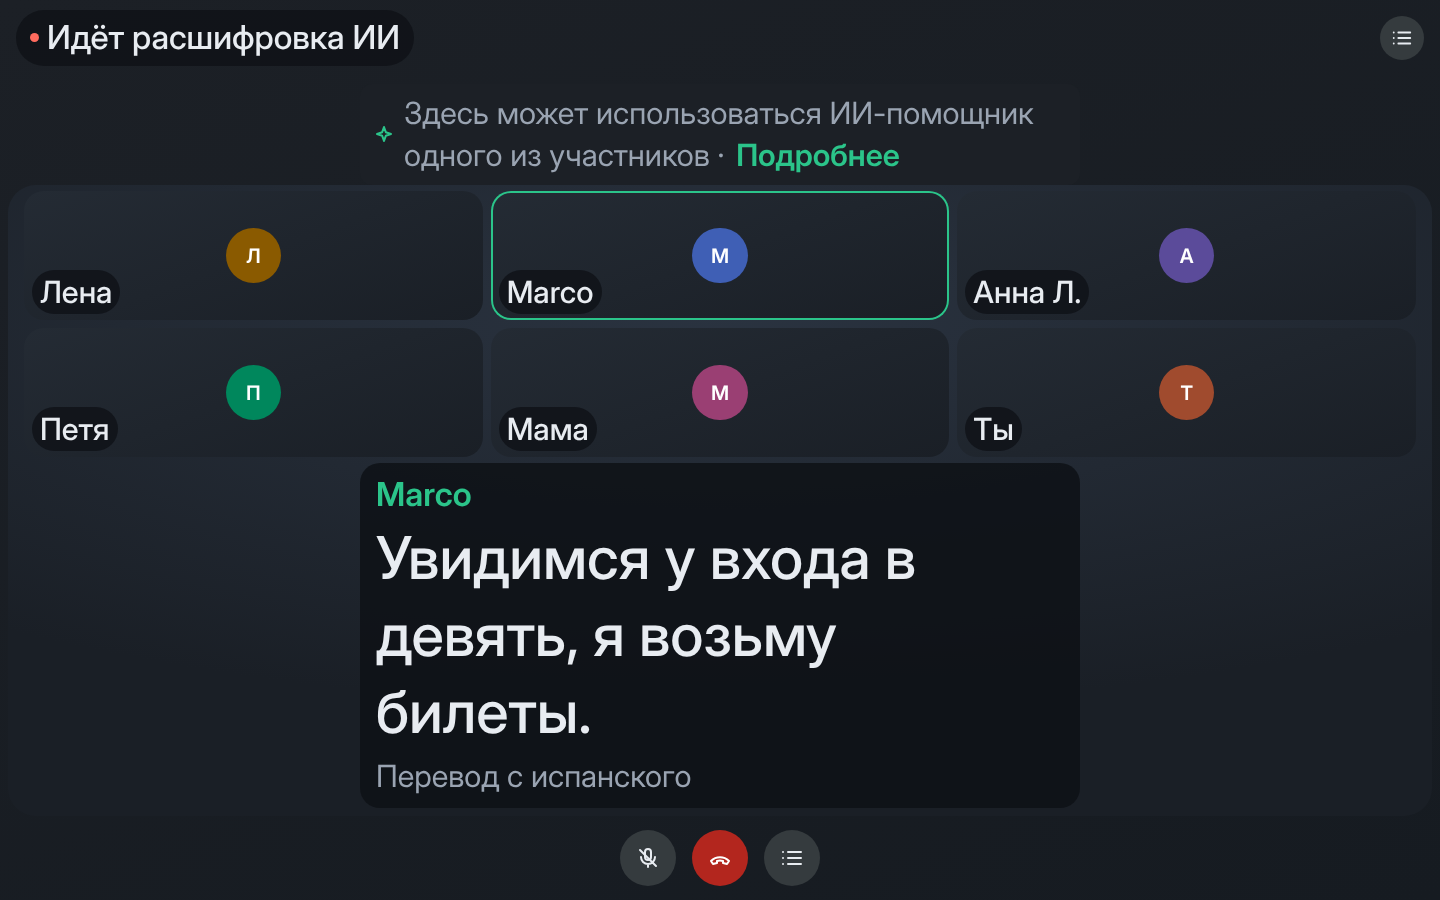 Идёт расшифровка ИИ
Здесь может использоваться ИИ-помощник
одного из участников · Подробнее
Л
Лена
М
Marco
А
Анна Л.
П
Петя
М
Мама
Т
Ты
Marco
Увидимся у входа в
девять, я возьму
билеты.
Перевод с испанского